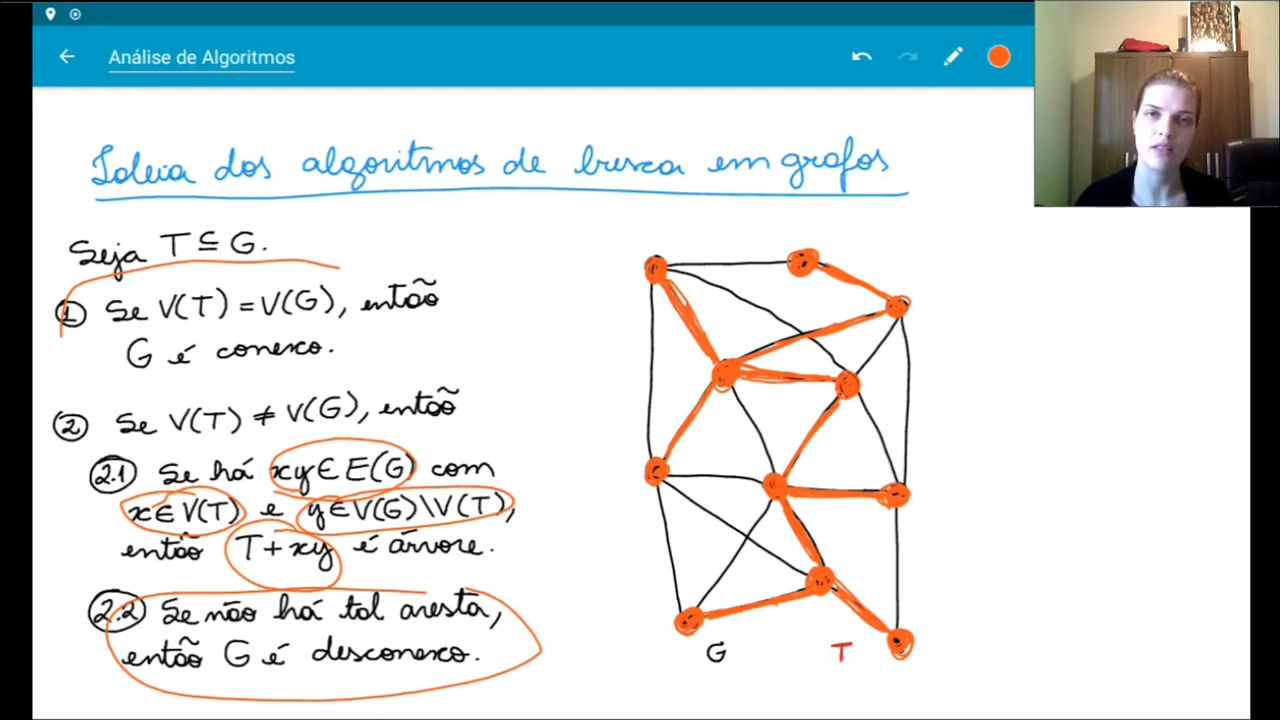 Análise de Algoritmos
Ideia dos algoritmos de busca em grafos
Seja T ⊆ G.
① Se V(T) = V(G), então
G é conexo.
② Se V(T) ≠ V(G), então
2.1 Se há xy ∈ E(G) com
x ∈ V(T) e y ∈ V(G)\V(T),
então T+xy é árvore.
2.2 Se não há tal aresta,
então G é desconexo.
G T